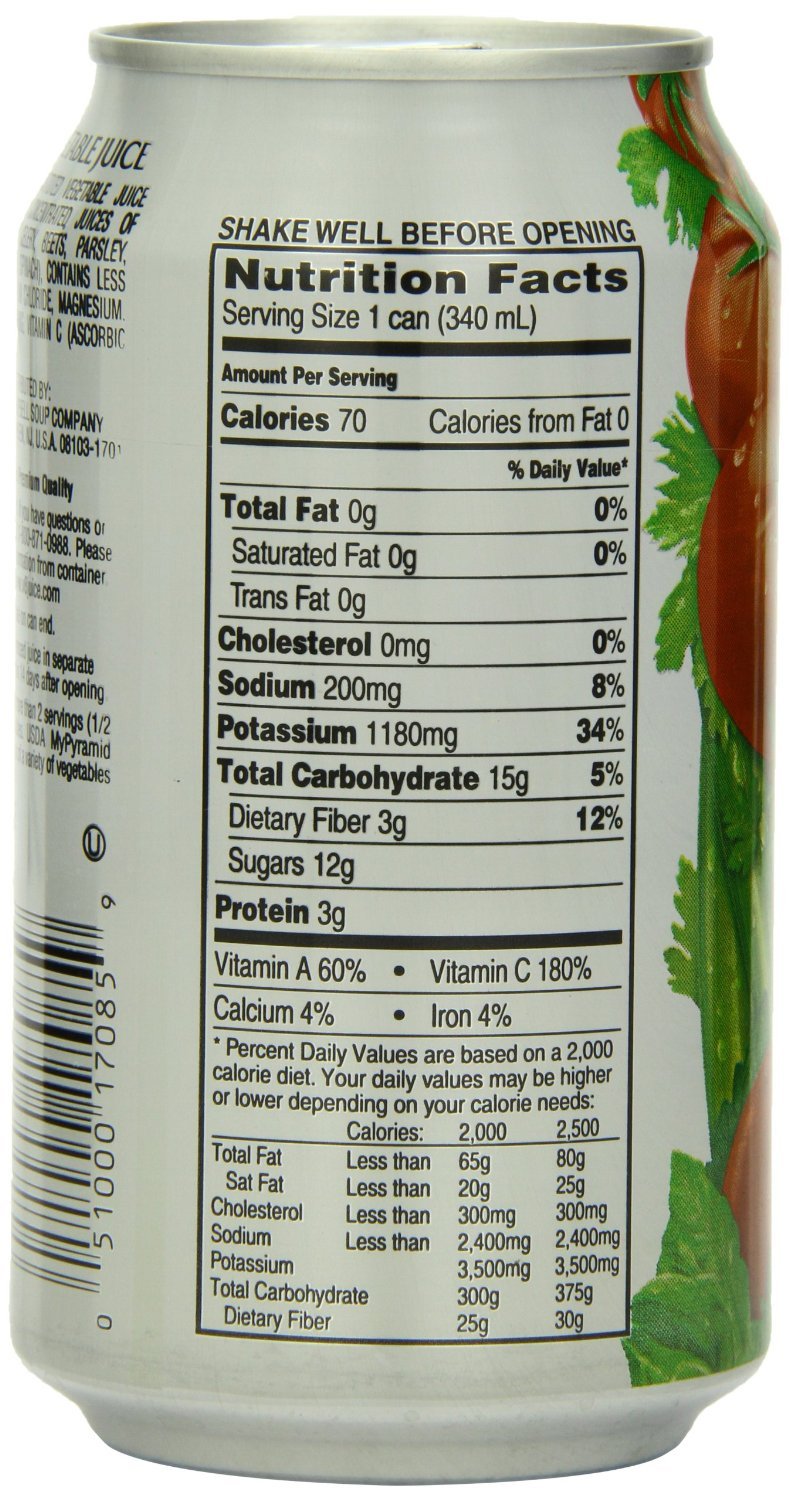 JUICE
VEGETABLE JUICE
JUICES OF
BEETS, PARSLEY,
CONTAINS LESS
MAGNESIUM.
VITAMIN C (ASCORBIC
BY:
SOUP COMPANY
U.S.A. 08103-1701
Quality
have questions or
871-0988. Please
from container
can end.
juice in separate
days after opening
than 2 servings (1/2
USDA MyPyramid
variety of vegetables
U
0 51000 17085 9
SHAKE WELL BEFORE OPENING
Nutrition Facts
Serving Size 1 can (340 mL)
Amount Per Serving
Calories 70 Calories from Fat 0
% Daily Value*
Total Fat 0g 0%
Saturated Fat 0g 0%
Trans Fat 0g
Cholesterol 0mg 0%
Sodium 200mg 8%
Potassium 1180mg 34%
Total Carbohydrate 15g 5%
Dietary Fiber 3g 12%
Sugars 12g
Protein 3g
Vitamin A 60% • Vitamin C 180%
Calcium 4% • Iron 4%
* Percent Daily Values are based on a 2,000
calorie diet. Your daily values may be higher
or lower depending on your calorie needs:
Calories: 2,000 2,500
Total Fat Less than 65g 80g
Sat Fat Less than 20g 25g
Cholesterol Less than 300mg 300mg
Sodium Less than 2,400mg 2,400mg
Potassium 3,500mg 3,500mg
Total Carbohydrate 300g 375g
Dietary Fiber 25g 30g